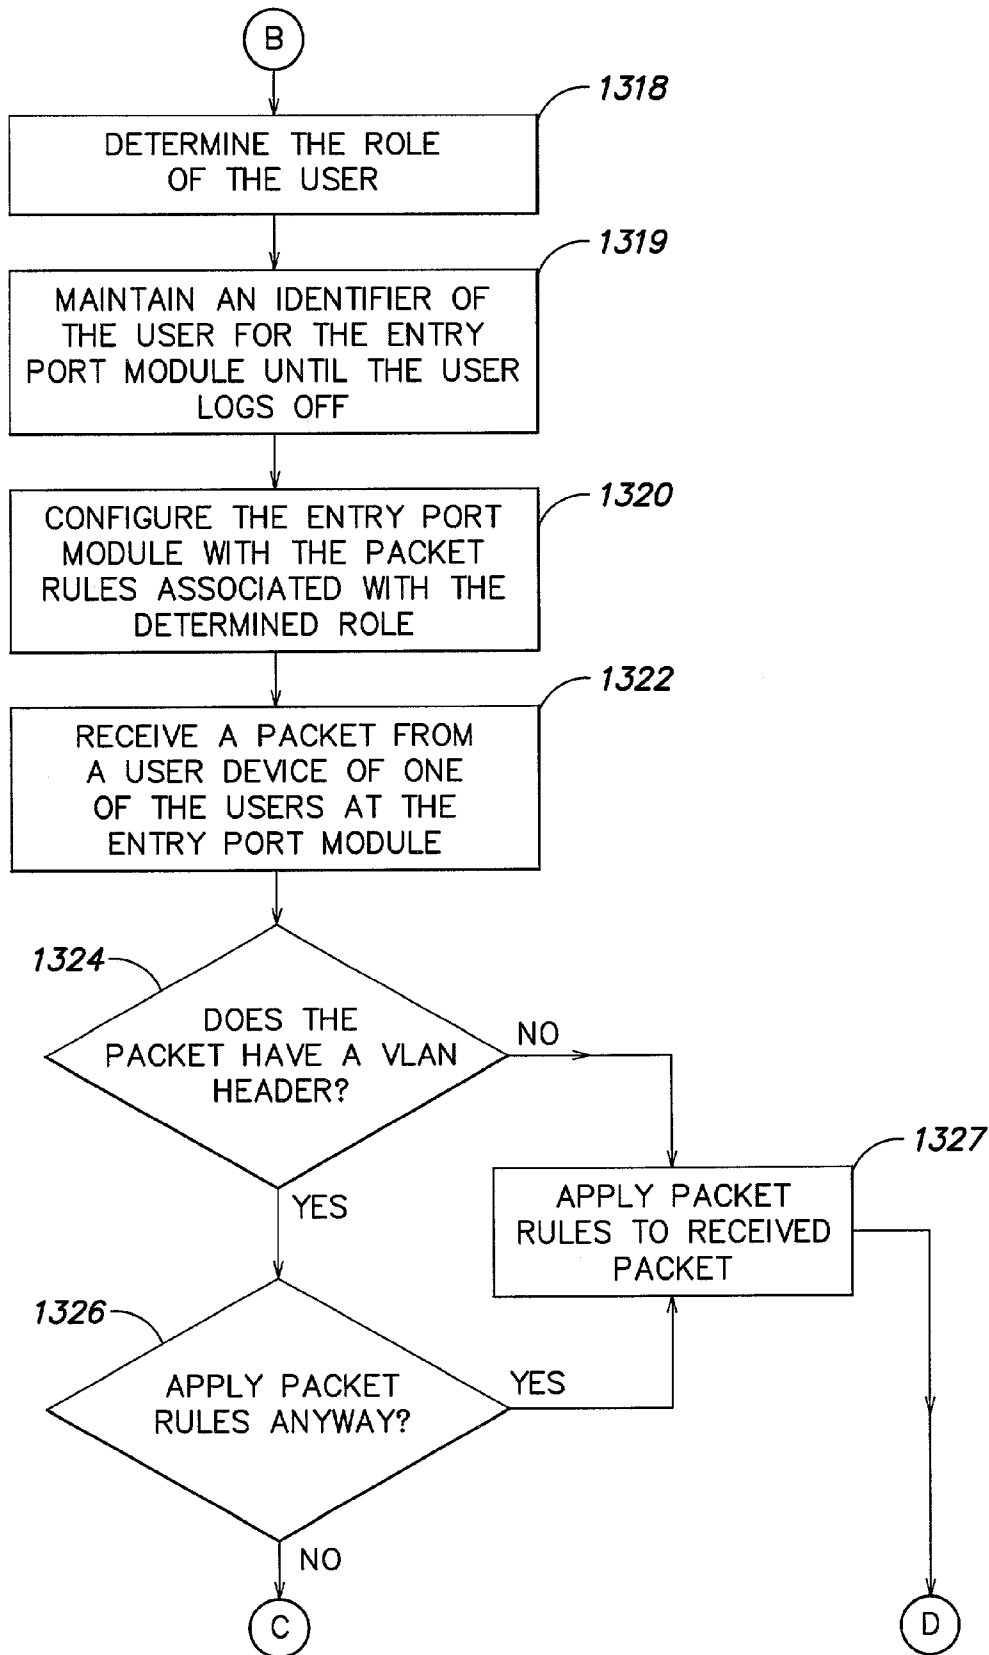 B
1318
DETERMINE THE ROLE
OF THE USER
1319
MAINTAIN AN IDENTIFIER OF
THE USER FOR THE ENTRY
PORT MODULE UNTIL THE USER
LOGS OFF
1320
CONFIGURE THE ENTRY PORT
MODULE WITH THE PACKET
RULES ASSOCIATED WITH THE
DETERMINED ROLE
1322
RECEIVE A PACKET FROM
A USER DEVICE OF ONE
OF THE USERS AT THE
ENTRY PORT MODULE
1324
DOES THE
PACKET HAVE A VLAN
HEADER?
NO
YES
1327
APPLY PACKET
RULES TO RECEIVED
PACKET
1326
APPLY PACKET
RULES ANYWAY?
YES
NO
C
D